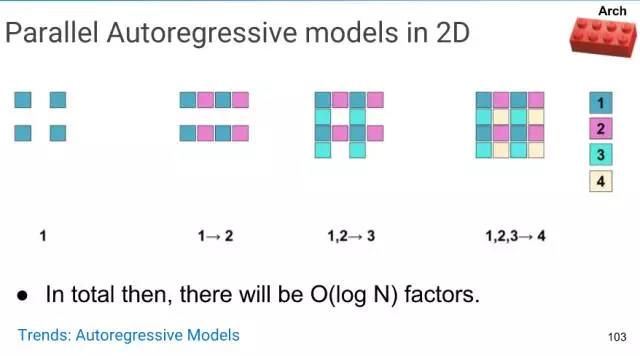 Arch
Parallel Autoregressive models in 2D
1
2
3
4
1
1→ 2
1,2→ 3
1,2,3→ 4
● In total then, there will be O(log N) factors.
Trends: Autoregressive Models
103